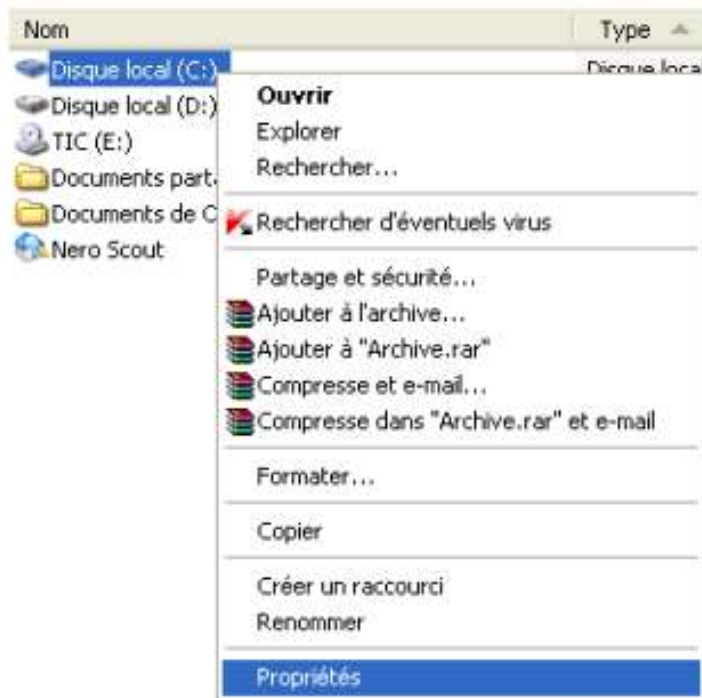 Nom Type
Disque local (C:) Disque loca
Disque local (D:)
TIC (E:)
Documents part
Documents de C
Nero Scout
Ouvrir
Explorer
Rechercher...
Rechercher d'éventuels virus
Partage et sécurité...
Ajouter à l'archive...
Ajouter à "Archive.rar"
Compresse et e-mail...
Compresse dans "Archive.rar" et e-mail
Formater...
Copier
Créer un raccourci
Renommer
Propriétés